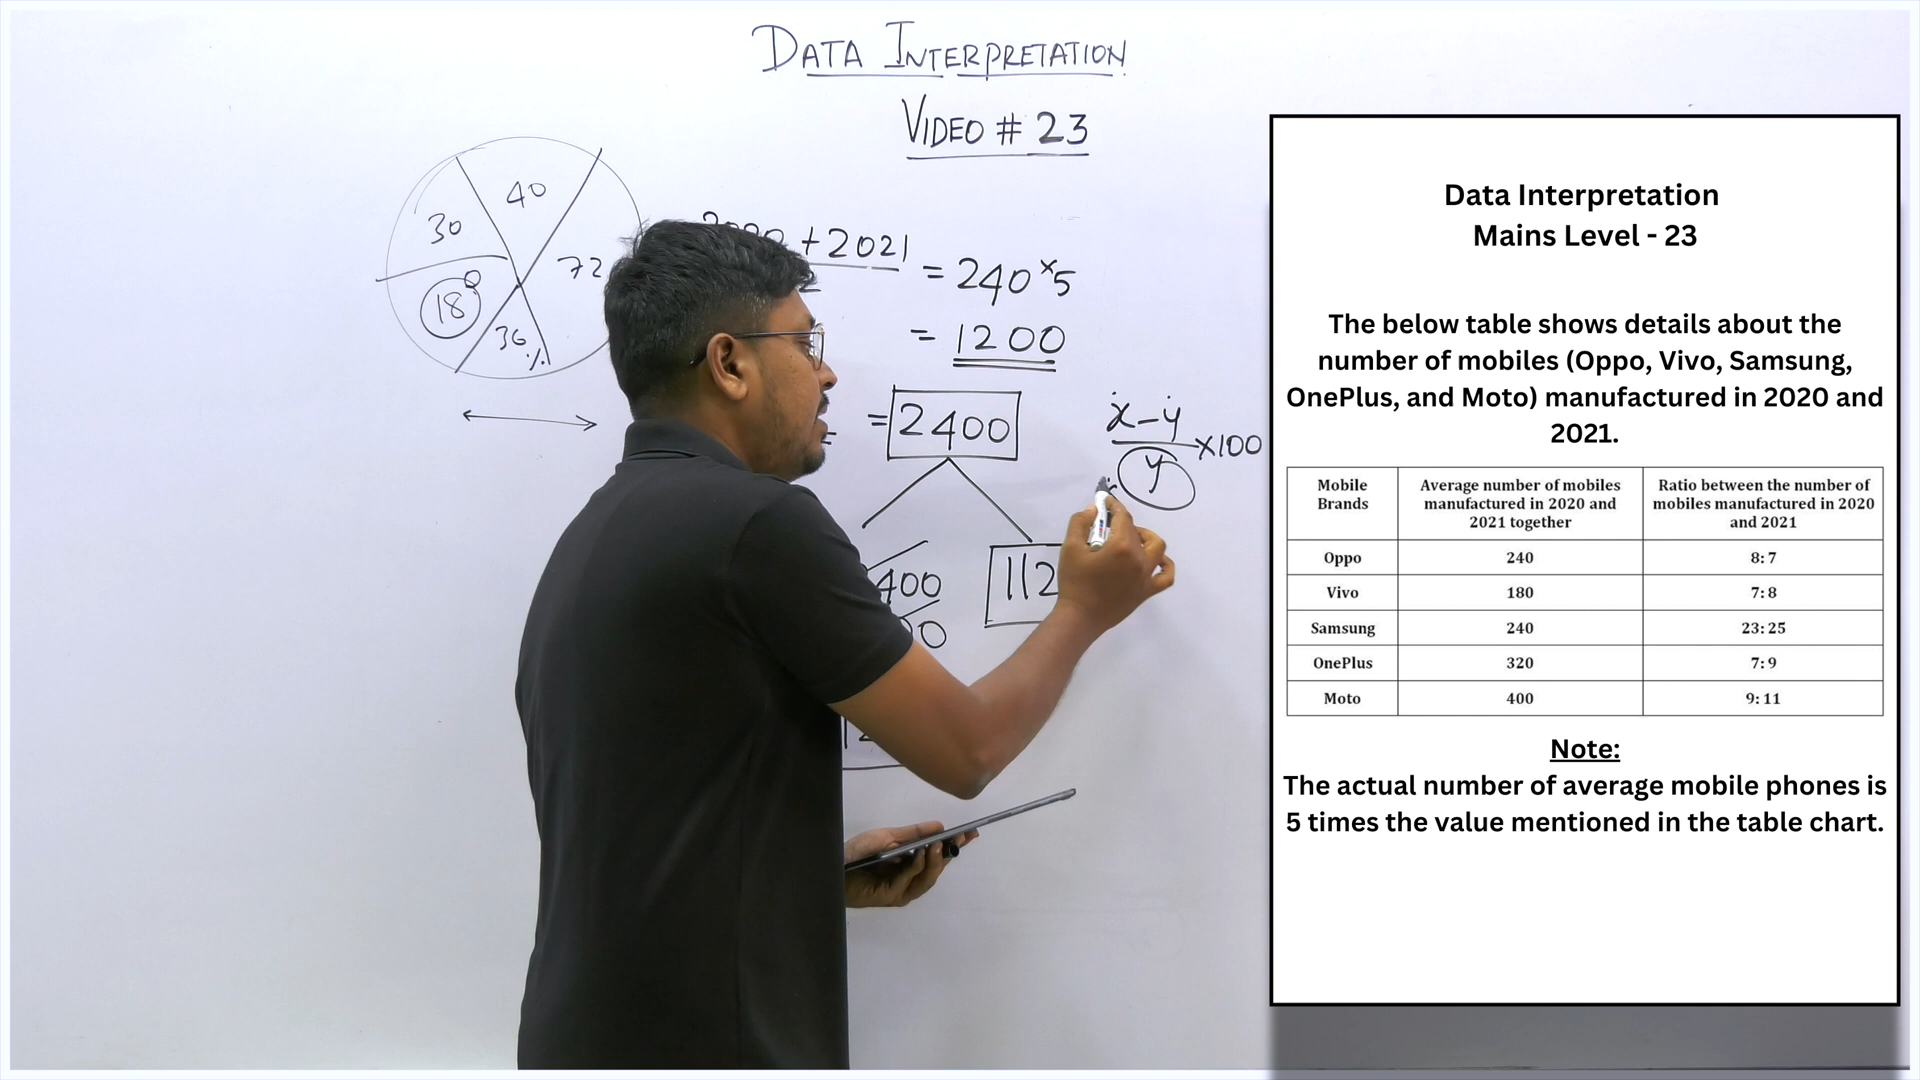 DATA INTERPRETATION
VIDEO # 23
40
30
72
18°
36
%
+2021
= 240 x 5
= 1200
= 2400
x-y
y
x100
400
112
Data Interpretation
Mains Level - 23
The below table shows details about the
number of mobiles (Oppo, Vivo, Samsung,
OnePlus, and Moto) manufactured in 2020 and
2021.
Mobile Brands Average number of mobiles manufactured in 2020 and 2021 together Ratio between the number of mobiles manufactured in 2020 and 2021
Oppo 240 8: 7
Vivo 180 7: 8
Samsung 240 23: 25
OnePlus 320 7: 9
Moto 400 9: 11
Note:
The actual number of average mobile phones is
5 times the value mentioned in the table chart.